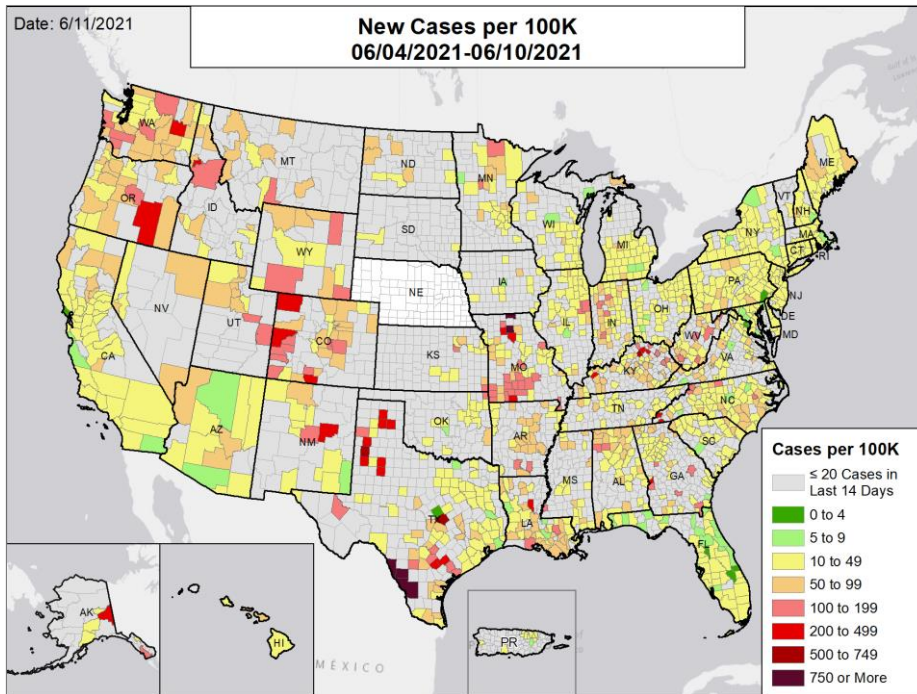 Date: 6/11/2021
New Cases per 100K
06/04/2021-06/10/2021
WA
MT
ND
MN
ME
OR
ID
SD
WI
VT
NH
NY
MA
WY
MI
CT
RI
NE
IA
PA
NJ
NV
UT
CO
IL
IN
OH
DE
MD
CA
KS
MO
WV
VA
KY
AZ
NM
OK
AR
TN
NC
SC
MS
AL
GA
TX
LA
FL
AK
HI
MÉXICO
PR
Cases per 100K
≤ 20 Cases in
Last 14 Days
0 to 4
5 to 9
10 to 49
50 to 99
100 to 199
200 to 499
500 to 749
750 or More